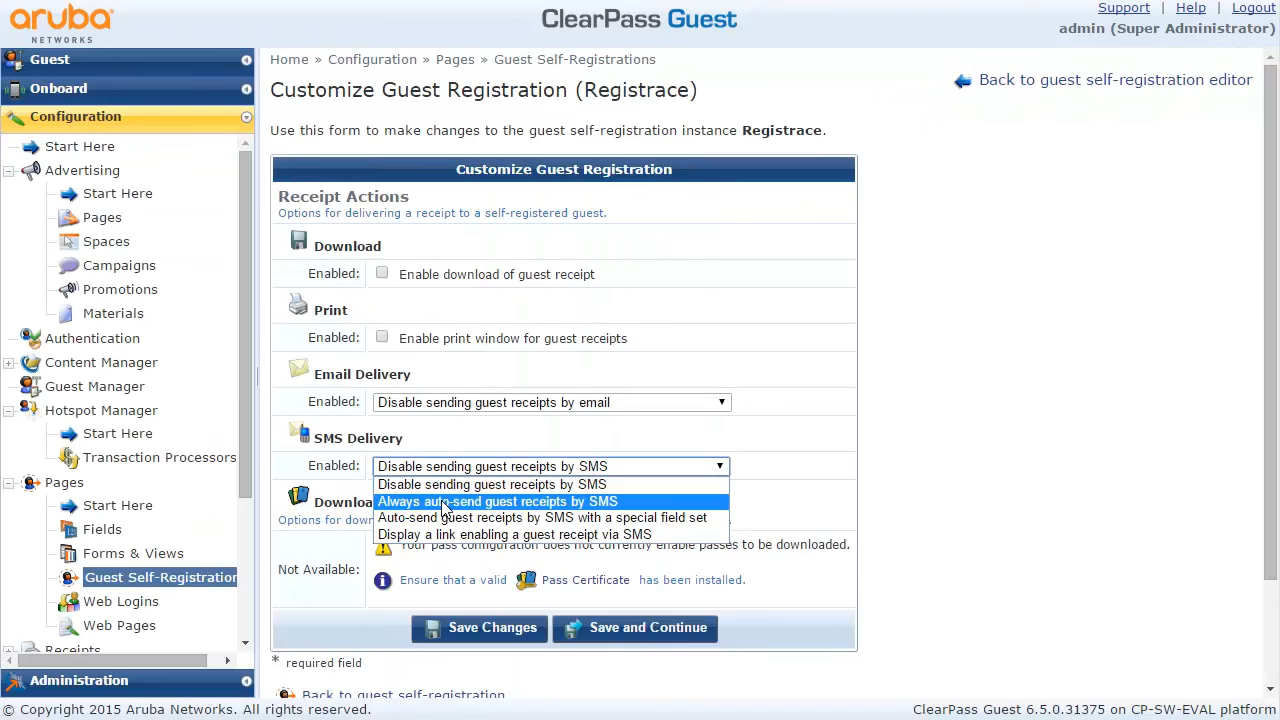 aruba
NETWORKS
ClearPass Guest
Support | Help | Logout
admin (Super Administrator)
Guest
Onboard
Configuration
Start Here
Advertising
Start Here
Pages
Spaces
Campaigns
Promotions
Materials
Authentication
Content Manager
Guest Manager
Hotspot Manager
Start Here
Transaction Processors
Pages
Start Here
Fields
Forms & Views
Guest Self-Registration
Web Logins
Web Pages
Receipts
Administration
Home » Configuration » Pages » Guest Self-Registrations
Customize Guest Registration (Registrace)
Back to guest self-registration editor
Use this form to make changes to the guest self-registration instance Registrace.
Customize Guest Registration
Receipt Actions
Options for delivering a receipt to a self-registered guest.
Download
Enabled: Enable download of guest receipt
Print
Enabled: Enable print window for guest receipts
Email Delivery
Enabled: Disable sending guest receipts by email
SMS Delivery
Enabled: Disable sending guest receipts by SMS
Disable sending guest receipts by SMS
Always auto-send guest receipts by SMS
Auto-send guest receipts by SMS with a special field set
Display a link enabling a guest receipt via SMS
Your pass configuration does not currently enable passes to be downloaded.
Not Available:
Ensure that a valid Pass Certificate has been installed.
Save Changes Save and Continue
* required field
Back to guest self-registration
© Copyright 2015 Aruba Networks. All rights reserved.
ClearPass Guest 6.5.0.31375 on CP-SW-EVAL platform